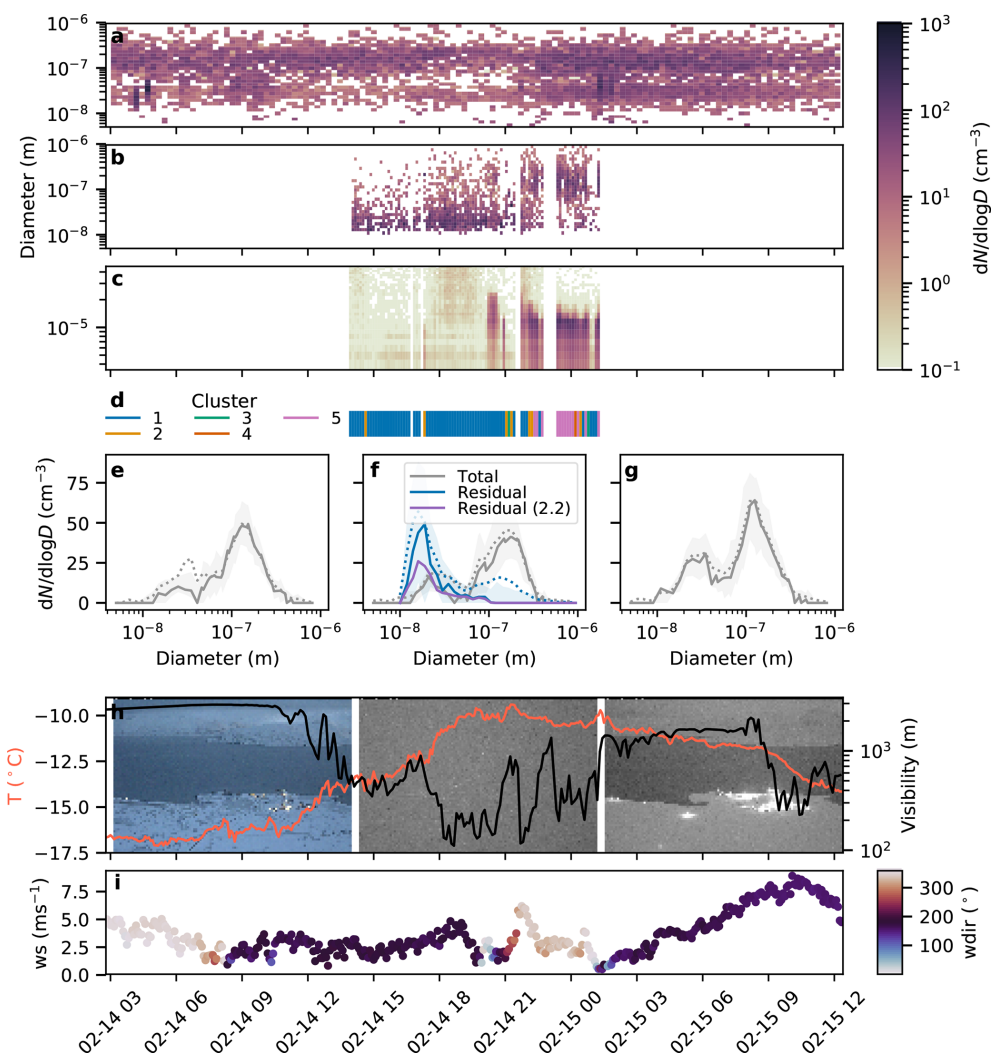 a
10⁻⁶
10⁻⁷
10⁻⁸
b
10⁻⁶
10⁻⁷
10⁻⁸
Diameter (m)
c
10⁻⁵
10³
10²
10¹
10⁰
10⁻¹
dN/dlogD (cm⁻³)
d
Cluster
1
2
3
4
5
e
75
50
25
0
dN/dlogD (cm⁻³)
10⁻⁸ 10⁻⁷ 10⁻⁶
Diameter (m)
f
Total
Residual
Residual (2.2)
10⁻⁸ 10⁻⁷ 10⁻⁶
Diameter (m)
g
10⁻⁸ 10⁻⁷ 10⁻⁶
Diameter (m)
h
−10.0
−12.5
−15.0
−17.5
T (°C)
10³
10²
Visibility (m)
i
7.5
5.0
2.5
0.0
ws (ms⁻¹)
300
200
100
wdir (°)
02-14 03
02-14 06
02-14 09
02-14 12
02-14 15
02-14 18
02-14 21
02-15 00
02-15 03
02-15 06
02-15 09
02-15 12